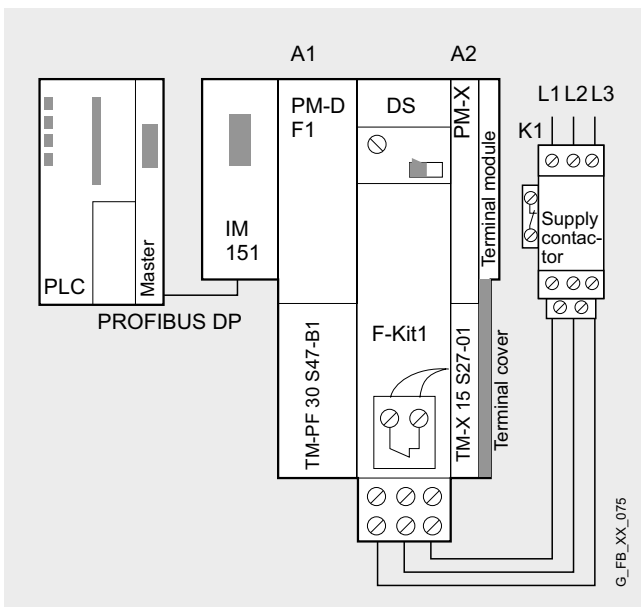 A1
A2
PM-D
F1
DS
PM-X
Terminal module
L1 L2 L3
K1
Supply
contac-
tor
IM
151
PLC
Master
PROFIBUS DP
TM-PF 30 S47-B1
F-Kit1
TM-X 15 S27-01
Terminal cover
G_FB_XX_075